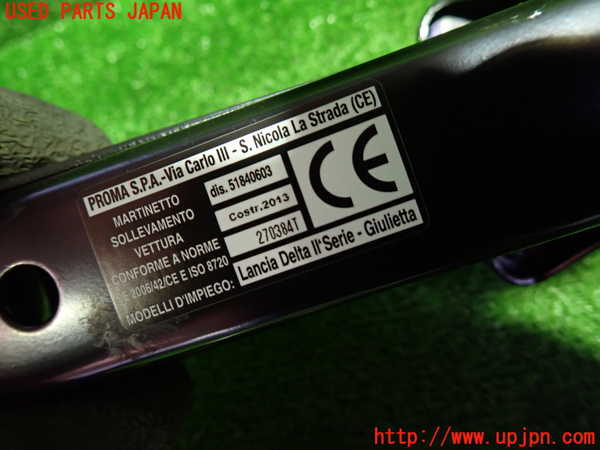 USED PARTS JAPAN
PROMA S.P.A.-Via Carlo III - S. Nicola La Strada (CE)
MARTINETTO
SOLLEVAMENTO
VETTURA
CONFORME A NORME
2006/42/CE E ISO 8720
MODELLI D'IMPIEGO:
dis. 51840603
Costr.2013
270384T
Lancia Delta II° Serie - Giulietta
CE
http://www.upjpn.com